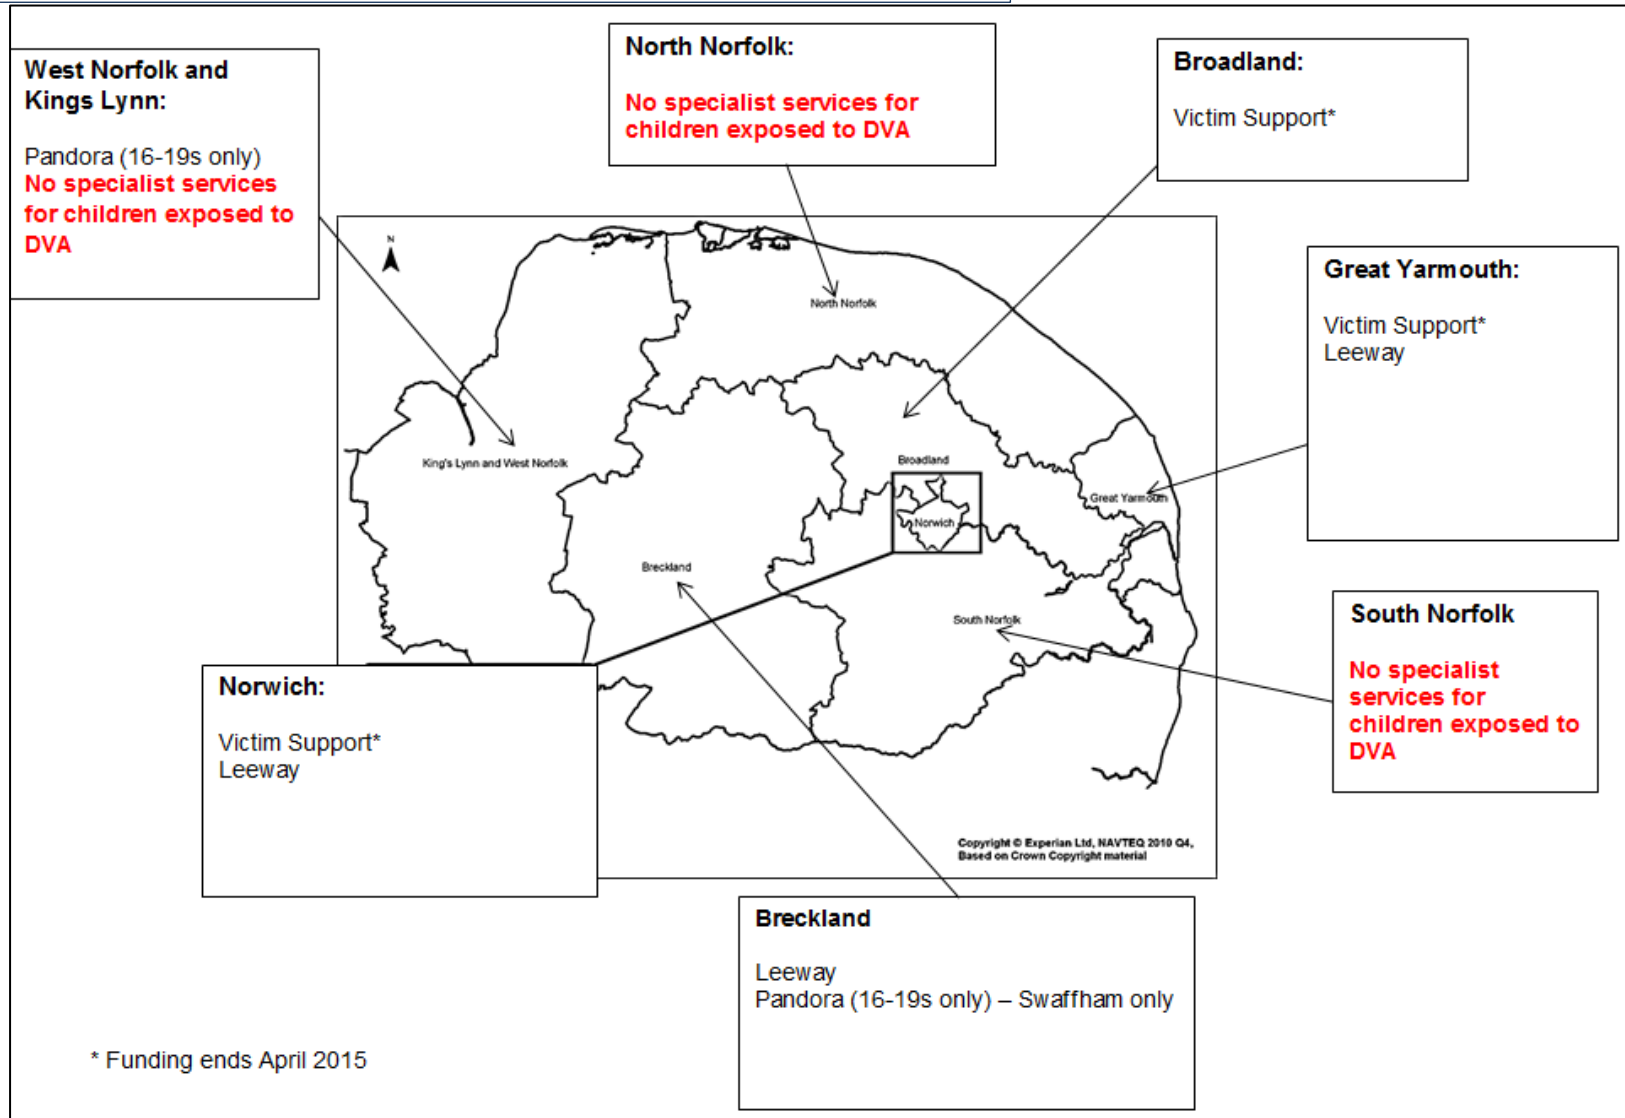 West Norfolk and
Kings Lynn:
Pandora (16-19s only)
No specialist services
for children exposed to
DVA
North Norfolk:
No specialist services for
children exposed to DVA
Broadland:
Victim Support*
Great Yarmouth:
Victim Support*
Leeway
South Norfolk
No specialist
services for
children exposed to
DVA
Norwich:
Victim Support*
Leeway
Breckland
Leeway
Pandora (16-19s only) – Swaffham only
N
North Norfolk
King's Lynn and West Norfolk
Broadland
Great Yarmouth
Norwich
Breckland
South Norfolk
Copyright © Experian Ltd, NAVTEQ 2010 Q4,
Based on Crown Copyright material
* Funding ends April 2015